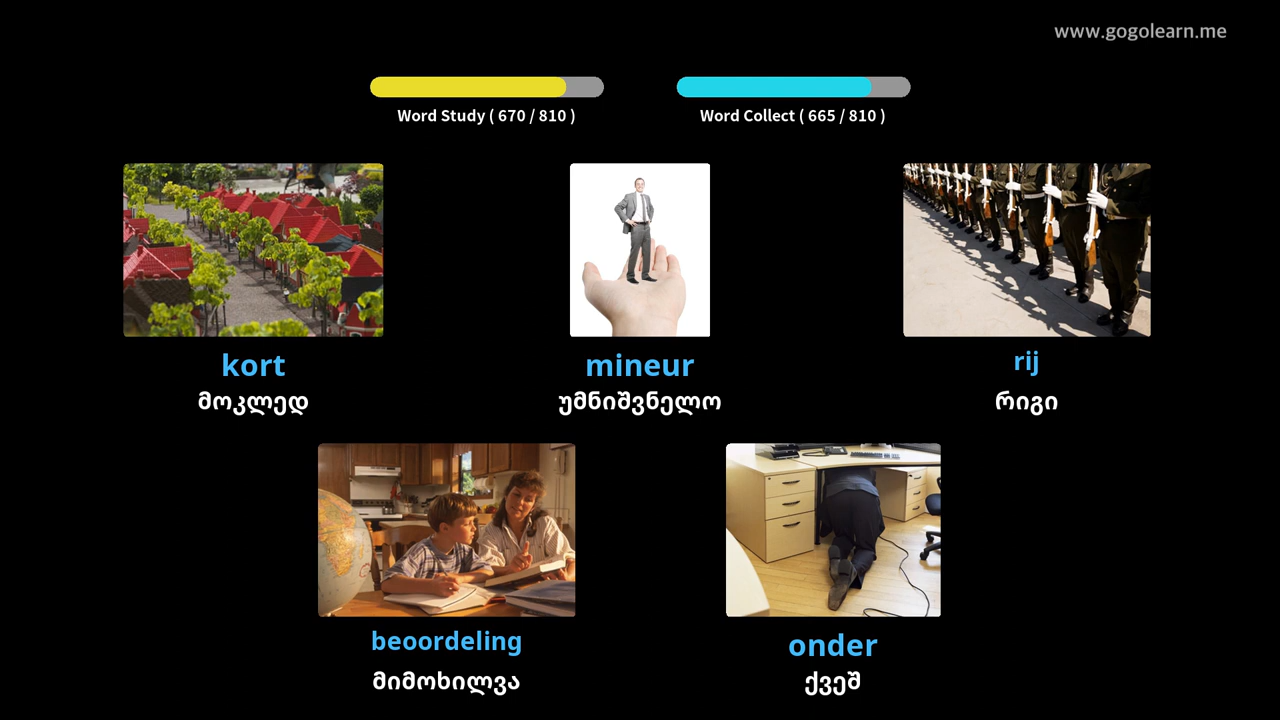 www.gogolearn.me
Word Study ( 670 / 810 )
Word Collect ( 665 / 810 )
kort
მოკლედ
mineur
უმნიშვნელო
rij
რიგი
beoordeling
მიმოხილვა
onder
ქვეშ